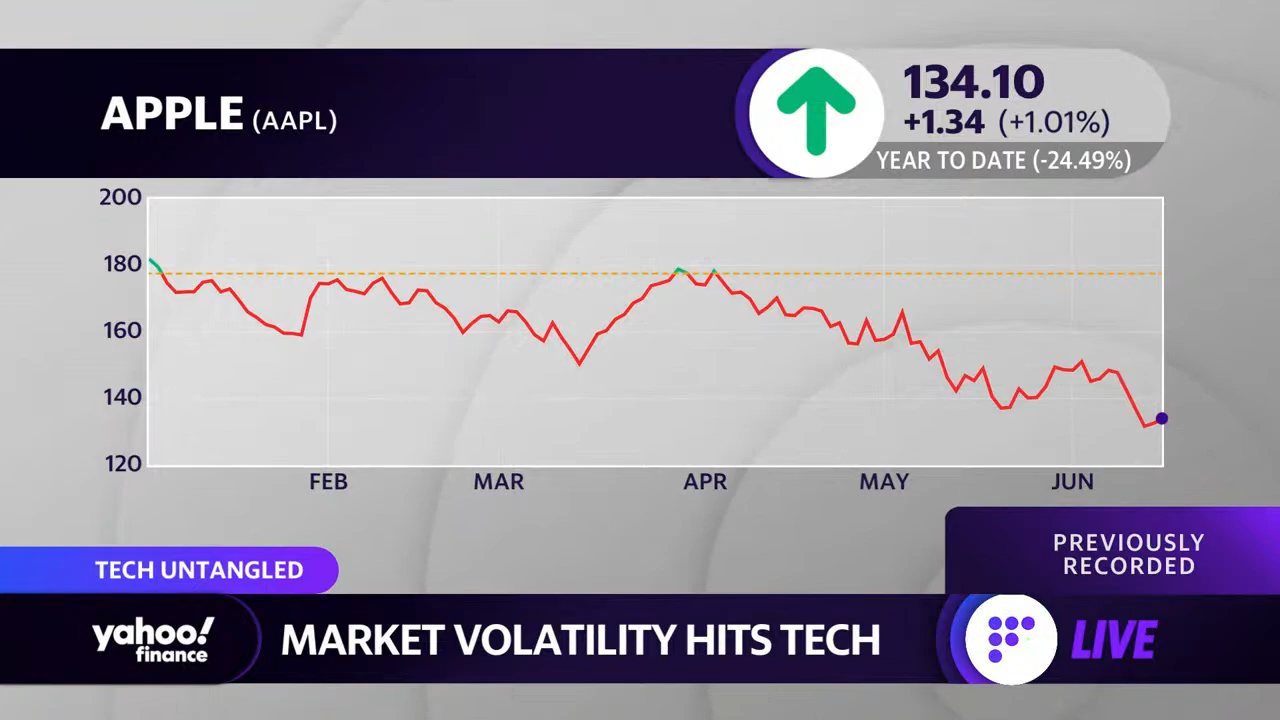 APPLE (AAPL)
134.10
+1.34 (+1.01%)
YEAR TO DATE (-24.49%)
200
180
160
140
120
FEB MAR APR MAY JUN
PREVIOUSLY
RECORDED
TECH UNTANGLED
yahoo!
finance
MARKET VOLATILITY HITS TECH
LIVE